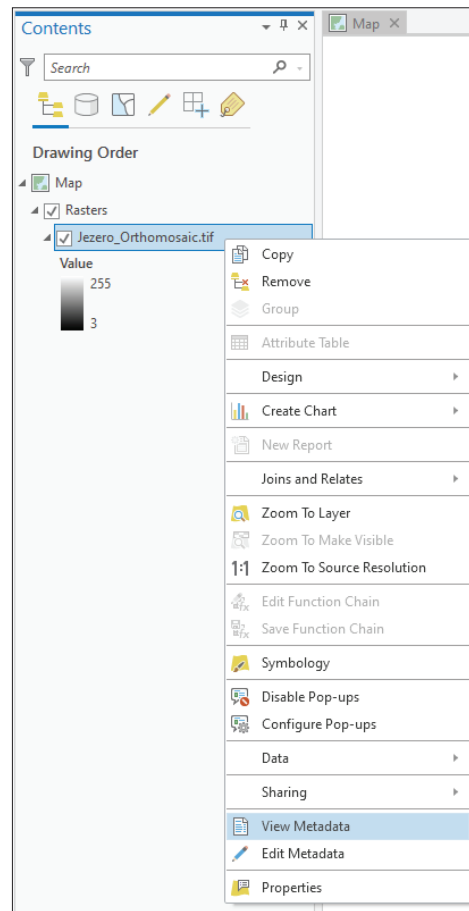 Contents
Map
Search
Drawing Order
Map
Rasters
Jezero_Orthomosaic.tif
Value
255
3
Copy
Remove
Group
Attribute Table
Design
Create Chart
New Report
Joins and Relates
Zoom To Layer
Zoom To Make Visible
1:1 Zoom To Source Resolution
Edit Function Chain
Save Function Chain
Symbology
Disable Pop-ups
Configure Pop-ups
Data
Sharing
View Metadata
Edit Metadata
Properties